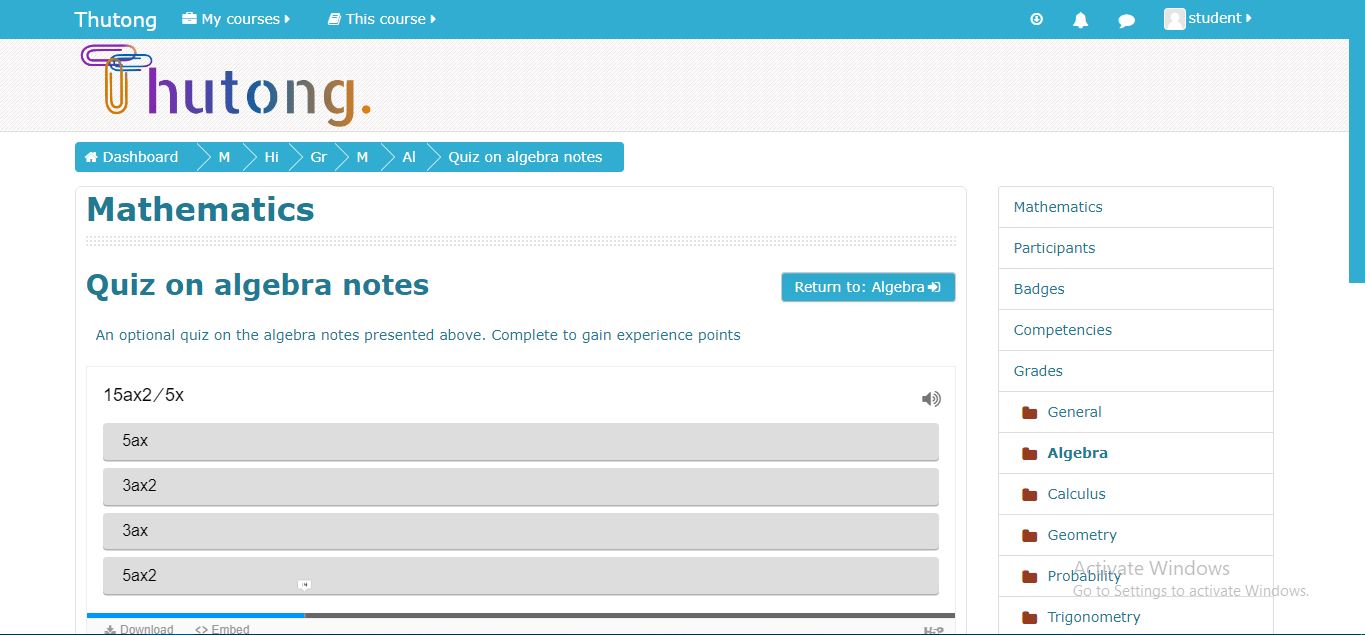 Thutong My courses This course student
Thutong.
Dashboard M Hi Gr M Al Quiz on algebra notes
Mathematics
Quiz on algebra notes
Return to: Algebra
An optional quiz on the algebra notes presented above. Complete to gain experience points
15ax2/5x
5ax
3ax2
3ax
5ax2
Download Embed
H5P
Mathematics
Participants
Badges
Competencies
Grades
General
Algebra
Calculus
Geometry
Probability
Trigonometry
Activate Windows
Go to Settings to activate Windows.